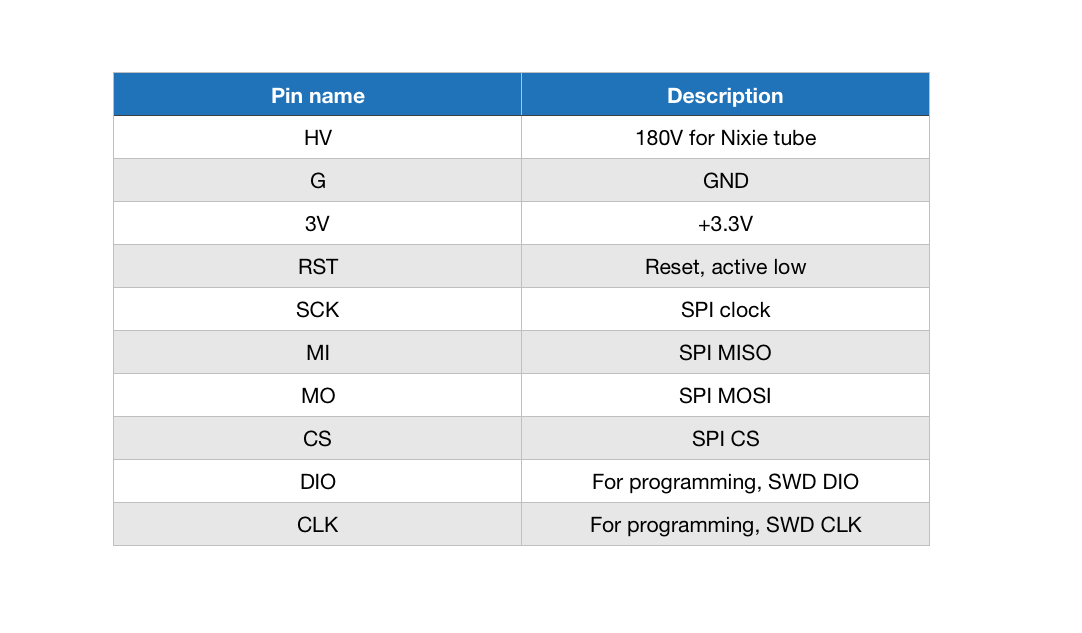 Pin name Description
HV 180V for Nixie tube
G GND
3V +3.3V
RST Reset, active low
SCK SPI clock
MI SPI MISO
MO SPI MOSI
CS SPI CS
DIO For programming, SWD DIO
CLK For programming, SWD CLK